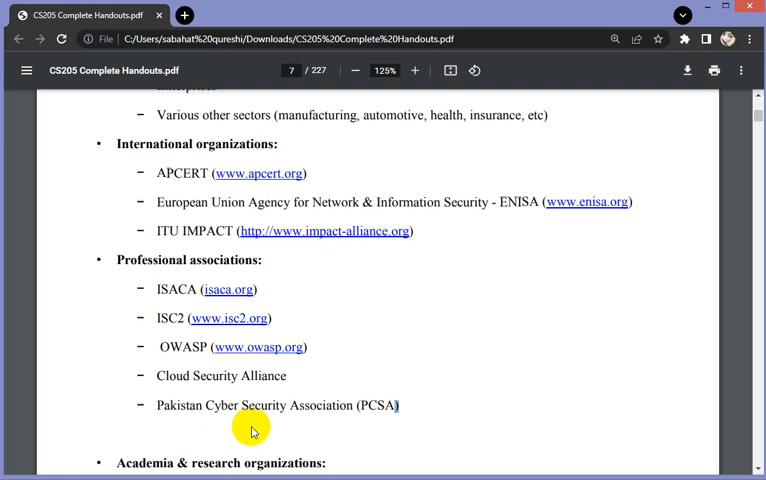 CS205 Complete Handouts.pdf
File C:/Users/sabahat%20qureshi/Downloads/CS205%20Complete%20Handouts.pdf
CS205 Complete Handouts.pdf 7 / 227 125%
Enterprises
- Various other sectors (manufacturing, automotive, health, insurance, etc)
• International organizations:
- APCERT (www.apcert.org)
- European Union Agency for Network & Information Security - ENISA (www.enisa.org)
- ITU IMPACT (http://www.impact-alliance.org)
• Professional associations:
- ISACA (isaca.org)
- ISC2 (www.isc2.org)
- OWASP (www.owasp.org)
- Cloud Security Alliance
- Pakistan Cyber Security Association (PCSA)
• Academia & research organizations: